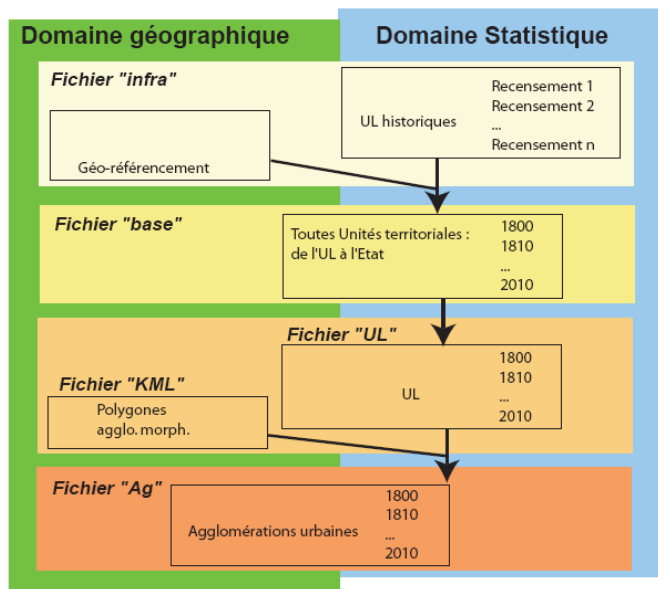 Domaine géographique
Domaine Statistique
Fichier "infra"
Recensement 1
Recensement 2
UL historiques
...
Recensement n
Géo-référencement
Fichier "base"
Toutes Unités territoriales :
de l'UL à l'Etat
1800
1810
...
2010
Fichier "UL"
1800
1810
UL
...
2010
Fichier "KML"
Polygones
agglo. morph.
Fichier "Ag"
1800
1810
Agglomérations urbaines
...
2010